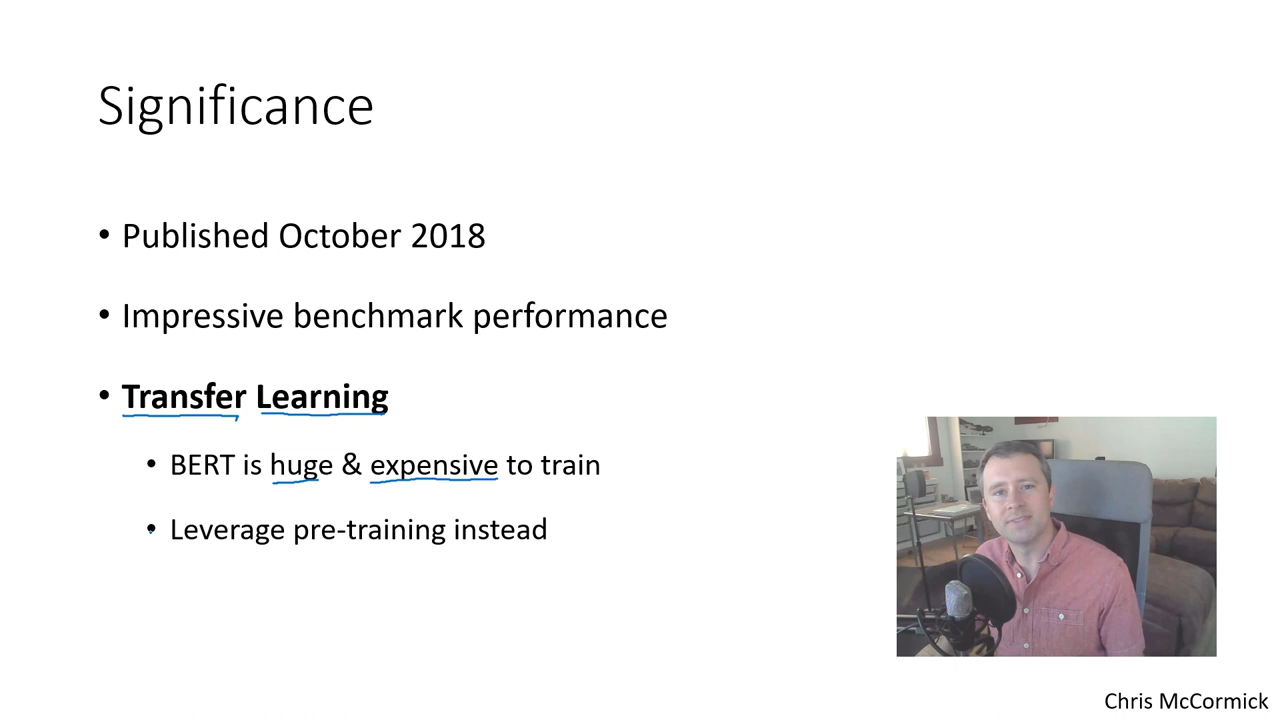 Significance
• Published October 2018
• Impressive benchmark performance
• Transfer Learning
• BERT is huge & expensive to train
• Leverage pre-training instead
Chris McCormick